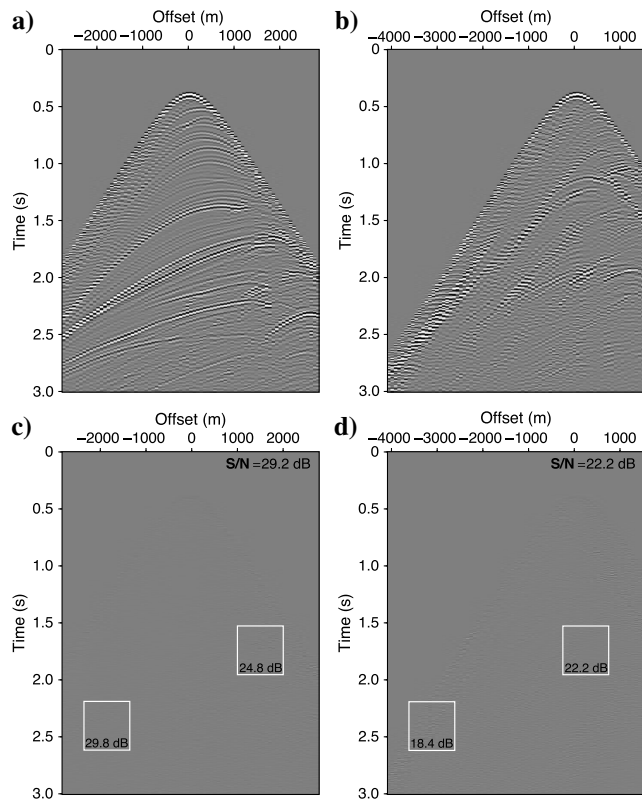 a)
Offset (m)
−2000 −1000 0 1000 2000
0
0.5
1.0
1.5
2.0
2.5
3.0
Time (s)
b)
Offset (m)
−4000 −3000 −2000 −1000 0 1000
0
0.5
1.0
1.5
2.0
2.5
3.0
Time (s)
c)
Offset (m)
−2000 −1000 0 1000 2000
0
0.5
1.0
1.5
2.0
2.5
3.0
Time (s)
S/N =29.2 dB
24.8 dB
29.8 dB
d)
Offset (m)
−4000 −3000 −2000 −1000 0 1000
0
0.5
1.0
1.5
2.0
2.5
3.0
Time (s)
S/N =22.2 dB
22.2 dB
18.4 dB